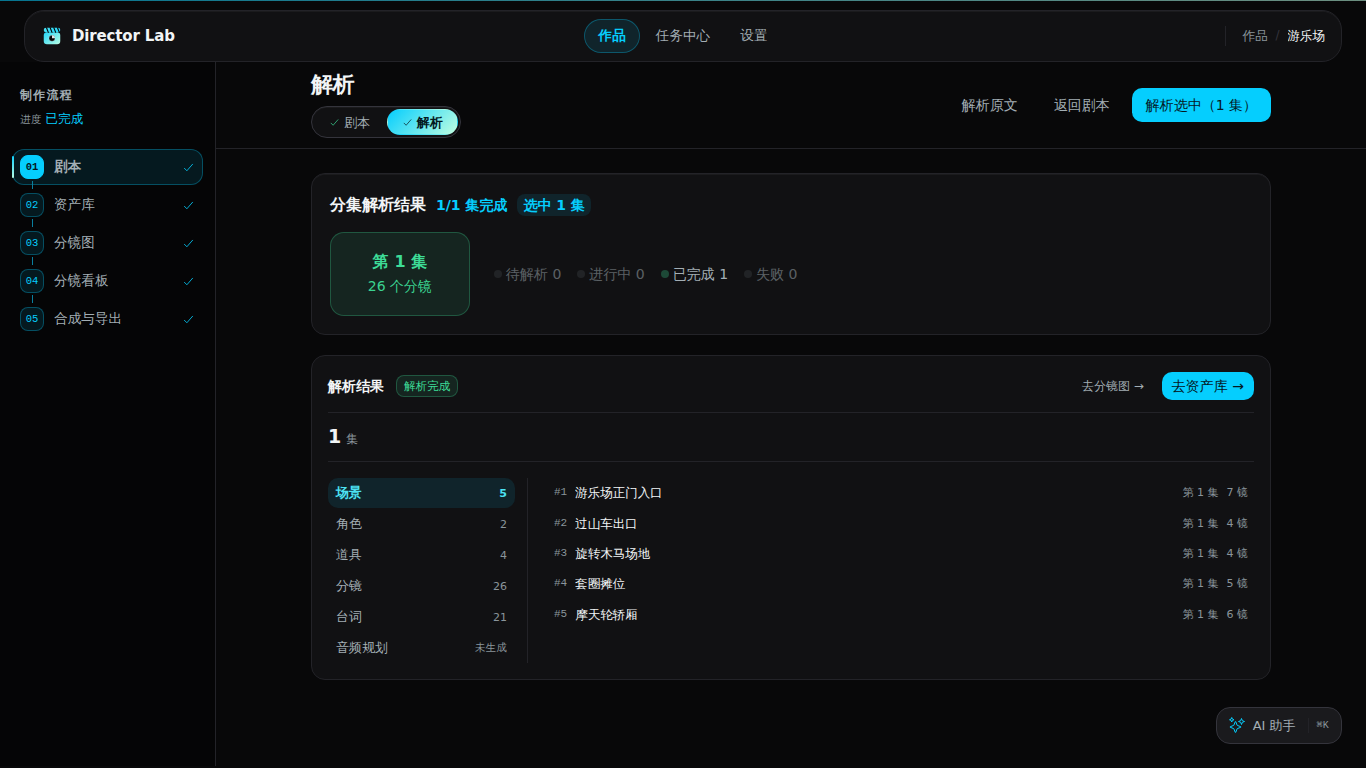 Director Lab
作品
任务中心
设置
作品 / 游乐场
制作流程
进度 已完成
01 剧本
02 资产库
03 分镜图
04 分镜看板
05 合成与导出
解析
剧本
解析
解析原文
返回剧本
解析选中（1 集）
分集解析结果 1/1 集完成 选中 1 集
第 1 集
26 个分镜
待解析 0 进行中 0 已完成 1 失败 0
解析结果 解析完成
去分镜图 →
去资产库 →
1 集
场景 5
角色 2
道具 4
分镜 26
台词 21
音频规划 未生成
#1 游乐场正门入口 第 1 集 7 镜
#2 过山车出口 第 1 集 4 镜
#3 旋转木马场地 第 1 集 4 镜
#4 套圈摊位 第 1 集 5 镜
#5 摩天轮轿厢 第 1 集 6 镜
AI 助手 ⌘K